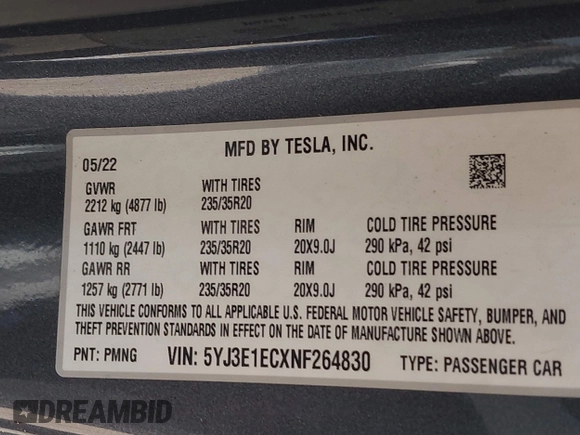 MFD BY TESLA, INC.
05/22
GVWR WITH TIRES
2212 kg (4877 lb) 235/35R20
GAWR FRT WITH TIRES RIM COLD TIRE PRESSURE
1110 kg (2447 lb) 235/35R20 20X9.0J 290 kPa, 42 psi
GAWR RR WITH TIRES RIM COLD TIRE PRESSURE
1257 kg (2771 lb) 235/35R20 20X9.0J 290 kPa, 42 psi
THIS VEHICLE CONFORMS TO ALL APPLICABLE U.S. FEDERAL MOTOR VEHICLE SAFETY, BUMPER, AND
THEFT PREVENTION STANDARDS IN EFFECT ON THE DATE OF MANUFACTURE SHOWN ABOVE.
PNT: PMNG VIN: 5YJ3E1ECXNF264830 TYPE: PASSENGER CAR
DREAMBID